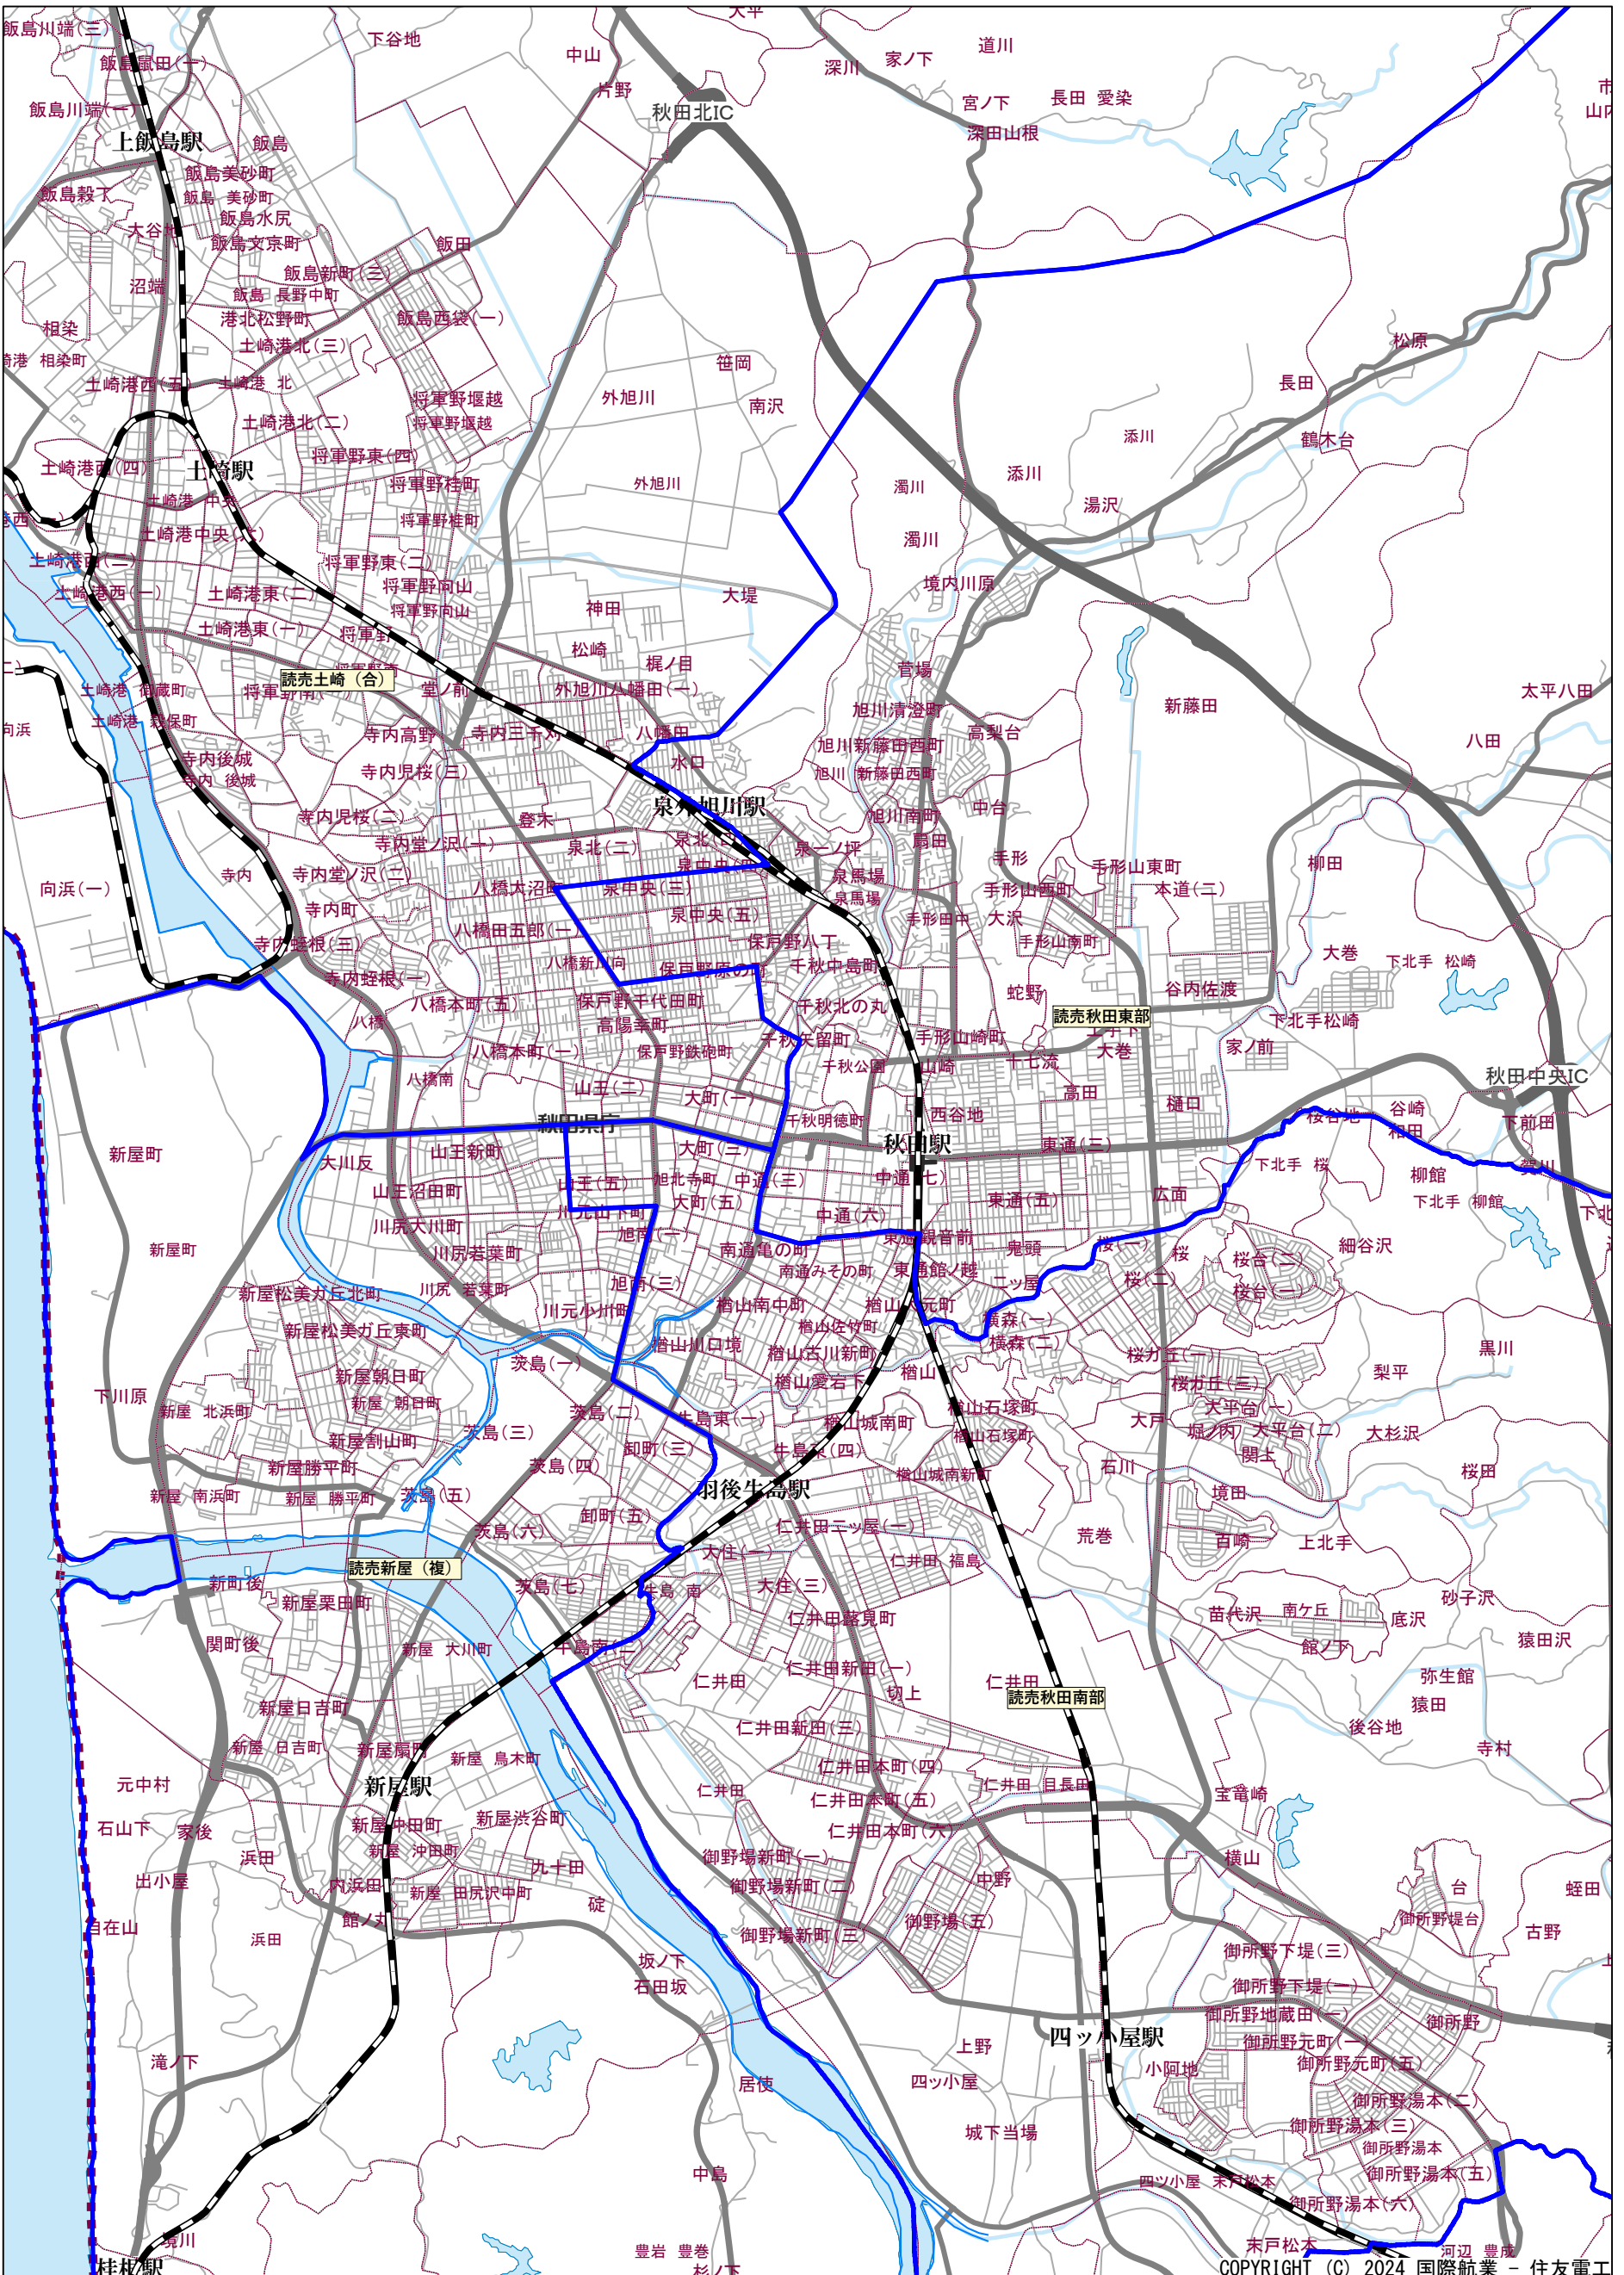 飯島川端(三)
下谷地
大平
中山
道川
家ノ下
深川
飯島鼠田(一)
片野
長田 愛染
宮ノ下
飯島川端(一)
秋田北IC
深田山根
上飯島駅
飯島
飯島美砂町
飯島穀丁
飯島 美砂町
飯島水尻
大谷地
飯島文京町
飯田
飯島新町(三)
沼端
飯島 長野中町
港北松野町
飯島西袋(一)
相染
松原
土崎港北(三)
笹岡
土崎港西(五)
土崎港 北
長田
外旭川
将軍野堰越
南沢
土崎港北(二)
将軍野堰越
添川
鶴木台
将軍野東(四)
土崎港西(四)
土崎駅
添川
将軍野桂町
外旭川
濁川
土崎港 中央
湯沢
将軍野桂町
土崎港中央(六)
濁川
土崎港西(二)
将軍野東(二)
将軍野向山
境内川原
土崎港西(一)
土崎港東(二)
大堤
神田
将軍野向山
土崎港東(一)
将軍野
松崎
梶ノ目
菅場
読売土崎(合)
堂ノ前
外旭川八幡田(一)
太平八田
土崎港 御蔵町
新藤田
旭川清澄町
土崎港 穀保町
向浜
寺内高野
寺内三千刈
八幡田
高梨台
八田
旭川新藤田西町
寺内後城
水口
寺内児桜(三)
旭川 新藤田西町
寺内 後城
泉外旭川駅
中台
寺内児桜(二)
登木
旭川南町
寺内堂ノ沢(一)
泉北(二)
泉一ノ坪
扇田
手形
柳田
手形山東町
寺内
寺内堂ノ沢(二)
泉馬場
向浜(一)
八橋大沼町
泉中央(三)
手形山西町
本道(二)
泉馬場
寺内町
泉中央(五)
手形田中
大沢
八橋田五郎(一)
寺内蛭根(三)
保戸野八丁
手形山南町
大巻
八橋新川向
保戸野原の町
千秋中島町
下北手 松崎
寺内蛭根(一)
谷内佐渡
八橋本町(五)
保戸野千代田町
千秋北の丸
蛇野
読売秋田東部
八橋
高陽幸町
下北手松崎
千秋矢留町
手形山崎町
八橋本町(一)
保戸野鉄砲町
大巻
家ノ前
千秋公園
山崎
十七流
八橋南
山王(二)
高田
秋田中央IC
大町(一)
樋口
秋田県庁
千秋明徳町
西谷地
桜谷地
谷崎
和田
下前田
新屋町
大川反
山王新町
大町(三)
秋田駅
東通(三)
下北手 桜
賀川
山王沼田町
山王(五)
旭北寺町
中通(三)
中通(七)
広面
柳館
川元山下町
大町(五)
東通(五)
下北手 柳館
川尻大川町
旭南(一)
中通(六)
新屋町
川尻若葉町
南通亀の町
東通観音前
鬼頭
桜(一)
桜
細谷沢
桜台(二)
南通みその町
東通館ノ越
二ッ屋
桜(二)
川尻 若葉町
旭南(三)
桜台(一)
新屋松美ガ丘北町
川元小川町
楢山南中町
新屋松美ガ丘東町
楢山佐竹町
横森(一)
楢山川口境
横森(二)
黒川
茨島(一)
楢山古川新町
桜ガ丘(一)
新屋朝日町
楢山
梨平
楢山愛宕下
桜ガ丘(三)
下川原
新屋 北浜町
新屋 朝日町
楢山石塚町
大平台(一)
茨島(二)
牛島東(一)
楢山城南町
大戸
堀ノ内
大平台(二)
大杉沢
茨島(三)
新屋割山町
卸町(三)
牛島東(四)
楢山石塚町
関上
新屋勝平町
茨島(四)
石川
桜田
楢山城南新町
新屋 南浜町
新屋 勝平町
茨島(五)
羽後牛島駅
境田
茨島(六)
卸町(五)
仁井田二ッ屋(一)
荒巻
百崎
上北手
大住(一)
仁井田 福島
読売新屋(複)
新町後
茨島(七)
牛島 南
大住(三)
新屋栗田町
砂子沢
苗代沢
南ケ丘
底沢
仁井田蕗見町
関町後
新屋 大川町
牛島南(二)
館ノ下
猿田沢
仁井田
仁井田新田(一)
仁井田
弥生館
切上
読売秋田南部
新屋日吉町
猿田
仁井田新田(三)
後谷地
新屋 日吉町
新屋扇町
新屋 鳥木町
寺村
仁井田本町(四)
元中村
新屋駅
仁井田
仁井田 目長田
宝竜崎
仁井田本町(五)
石山下
家後
新屋沖田町
新屋渋谷町
仁井田本町(六)
新屋 沖田町
浜田
御野場新町(一)
横山
出小屋
九十田
中野
内浜田
新屋 田尻沢中町
御野場新町(二)
台
蛭田
碇
館ノ丸
御野場(五)
御所野堤台
自在山
浜田
御野場新町(三)
古野
御所野下堤(三)
坂ノ下
石田坂
御所野下堤(一)
御所野地蔵田(一)
御所野
四ッ小屋駅
上野
御所野元町(一)
滝ノ下
小阿地
御所野元町(五)
居使
四ッ小屋
御所野湯本(二)
城下当場
御所野湯本(三)
御所野湯本
中島
四ツ小屋 末戸松本
御所野湯本(五)
御所野湯本(六)
境川
末戸松本
豊岩 豊巻
河辺 豊成
桂根駅
杉ノ下
COPYRIGHT (C) 2024 国際航業 - 住友電工